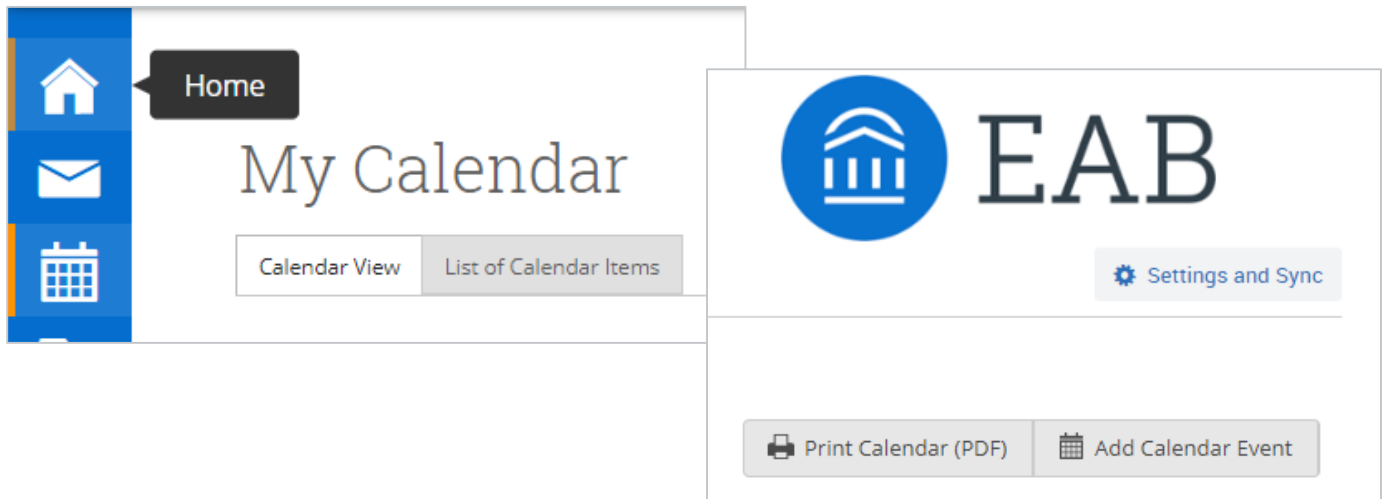 Home
My Calendar
Calendar View
List of Calendar Items
EAB
Settings and Sync
Print Calendar (PDF)
Add Calendar Event